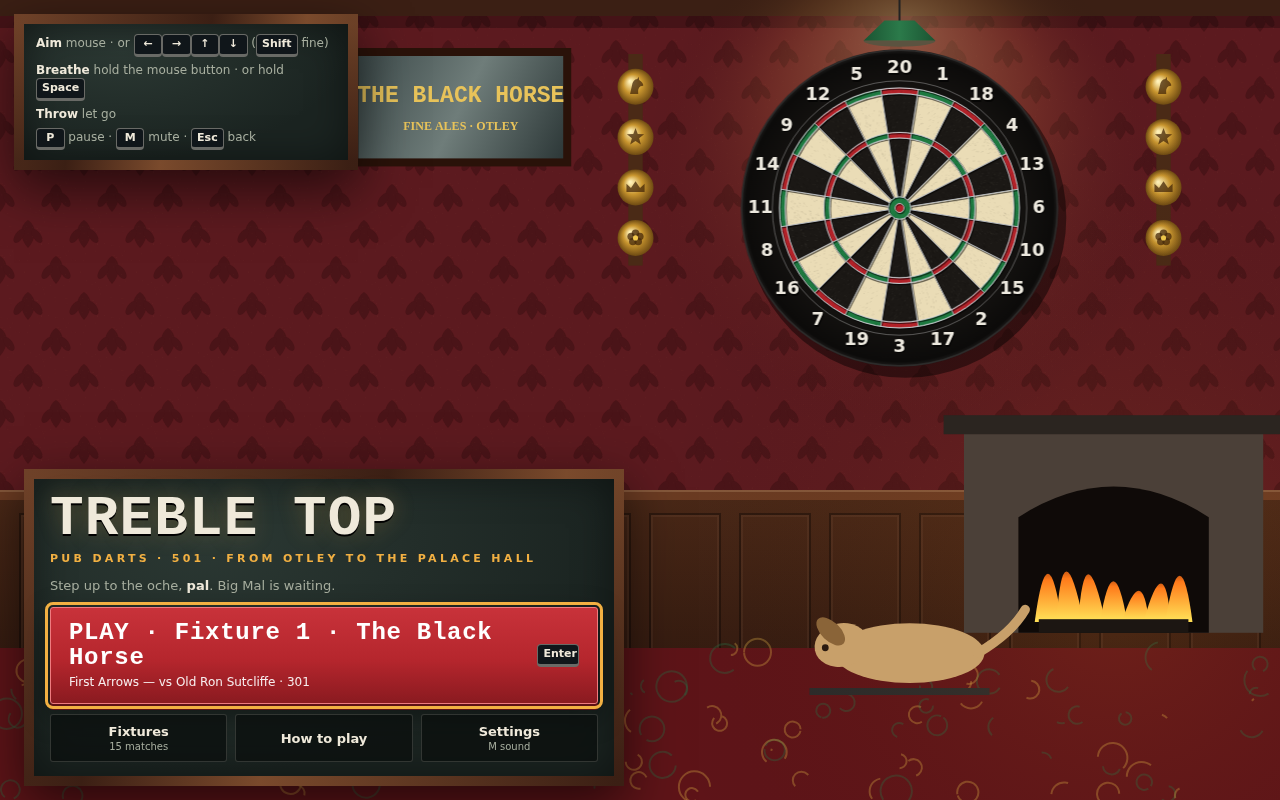 Aim mouse · or ← → ↑ ↓ (Shift fine)
Breathe hold the mouse button · or hold
Space
Throw let go
P pause · M mute · Esc back
THE BLACK HORSE
FINE ALES · OTLEY
20
1
18
4
13
6
10
15
2
17
3
19
7
16
8
11
14
9
12
5
TREBLE TOP
PUB DARTS · 501 · FROM OTLEY TO THE PALACE HALL
Step up to the oche, pal. Big Mal is waiting.
PLAY · Fixture 1 · The Black
Horse
Enter
First Arrows — vs Old Ron Sutcliffe · 301
Fixtures
15 matches
How to play
Settings
M sound